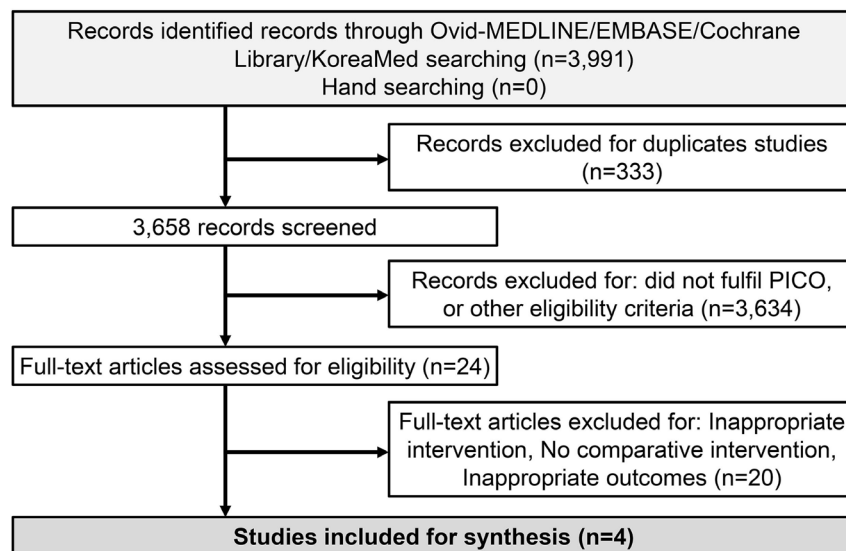 Records identified records through Ovid-MEDLINE/EMBASE/Cochrane
Library/KoreaMed searching (n=3,991)
Hand searching (n=0)
Records excluded for duplicates studies
(n=333)
3,658 records screened
Records excluded for: did not fulfil PICO,
or other eligibility criteria (n=3,634)
Full-text articles assessed for eligibility (n=24)
Full-text articles excluded for: Inappropriate
intervention, No comparative intervention,
Inappropriate outcomes (n=20)
Studies included for synthesis (n=4)